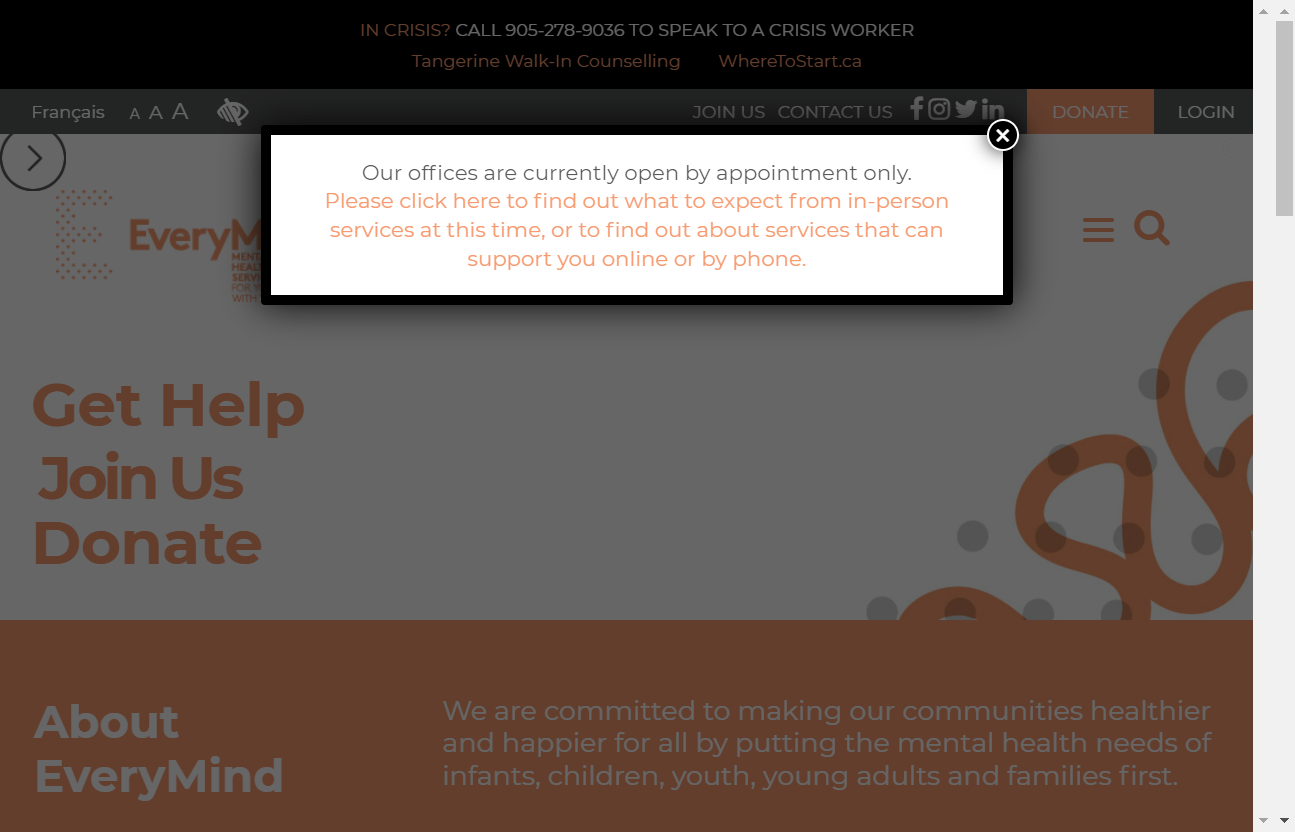 IN CRISIS? CALL 905-278-9036 TO SPEAK TO A CRISIS WORKER
Tangerine Walk-In Counselling WhereToStart.ca
Français A A A JOIN US CONTACT US DONATE LOGIN
Our offices are currently open by appointment only.
Please click here to find out what to expect from in-person
services at this time, or to find out about services that can
support you online or by phone.
Get Help
Join Us
Donate
About
EveryMind
We are committed to making our communities healthier
and happier for all by putting the mental health needs of
infants, children, youth, young adults and families first.